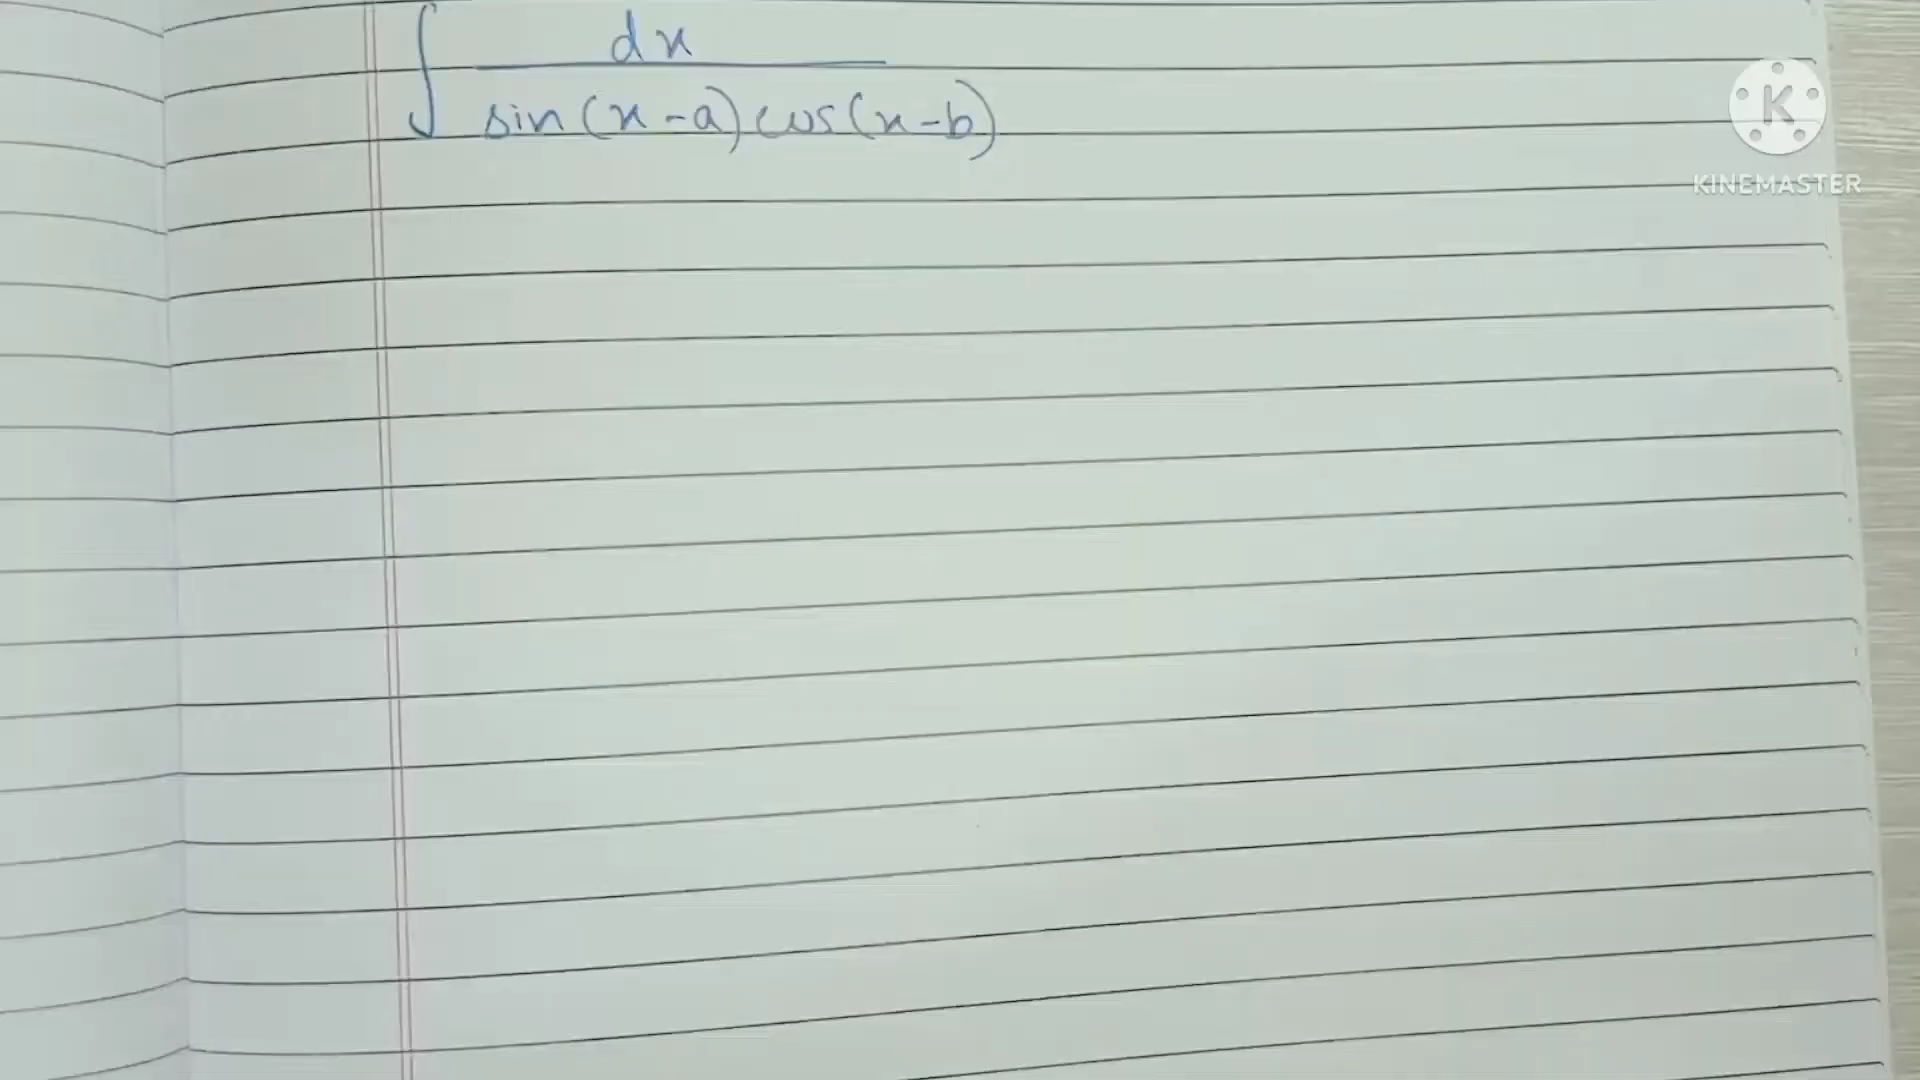 ∫ dx
sin(x-a) cos(x-b)
K
KINEMASTER